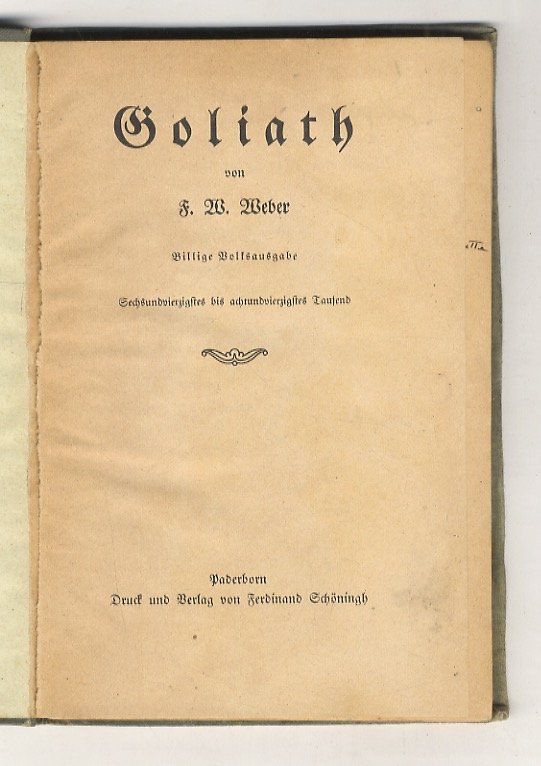 Goliath
von
F. W. Weber
Billige Volksausgabe
Sechsundvierzigstes bis achtundvierzigstes Tausend
Paderborn
Druck und Verlag von Ferdinand Schöningh